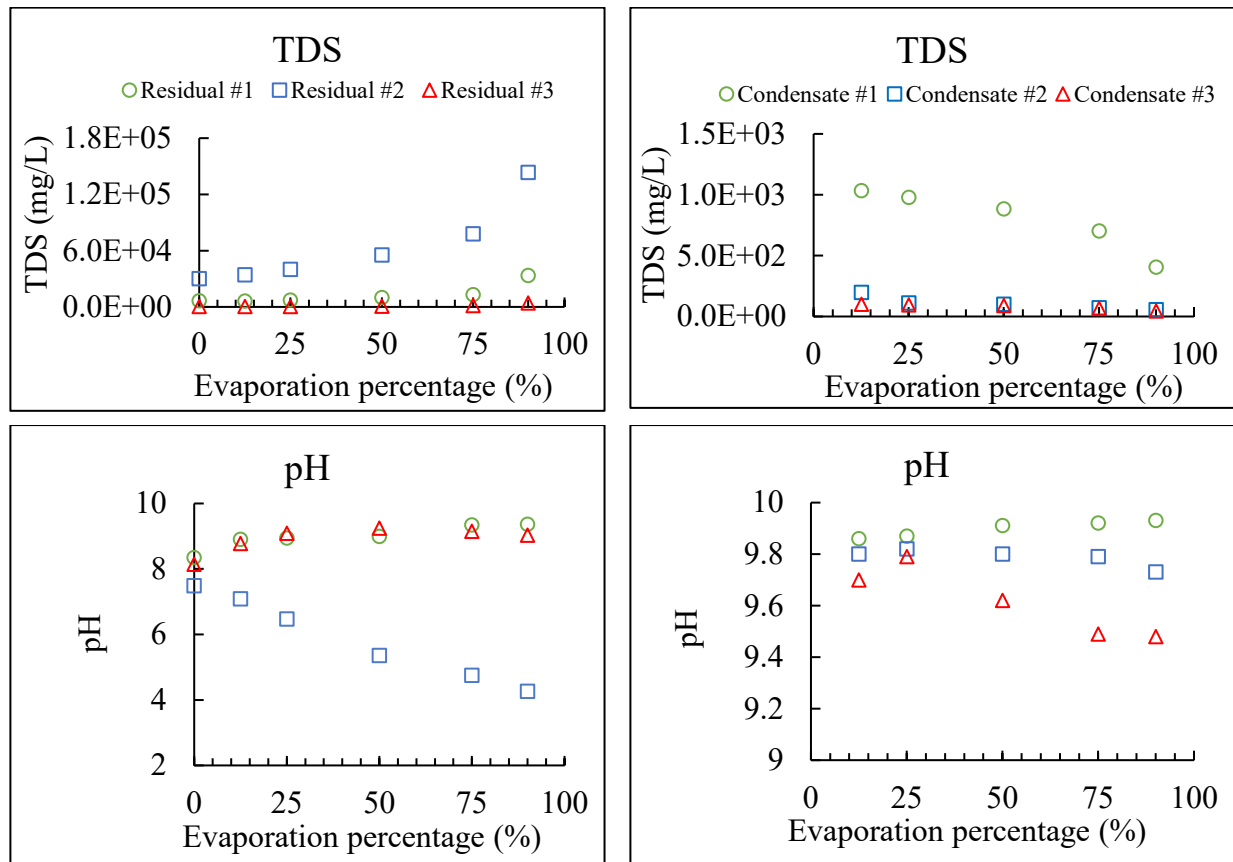 TDS
Residual #1 Residual #2 Residual #3
1.8E+05
1.2E+05
6.0E+04
0.0E+00
TDS (mg/L)
0 25 50 75 100
Evaporation percentage (%)
TDS
Condensate #1 Condensate #2 Condensate #3
1.5E+03
1.0E+03
5.0E+02
0.0E+00
TDS (mg/L)
0 25 50 75 100
Evaporation percentage (%)
pH
10
8
6
4
2
pH
0 25 50 75 100
Evaporation percentage (%)
pH
10
9.8
9.6
9.4
9.2
9
pH
0 25 50 75 100
Evaporation percentage (%)